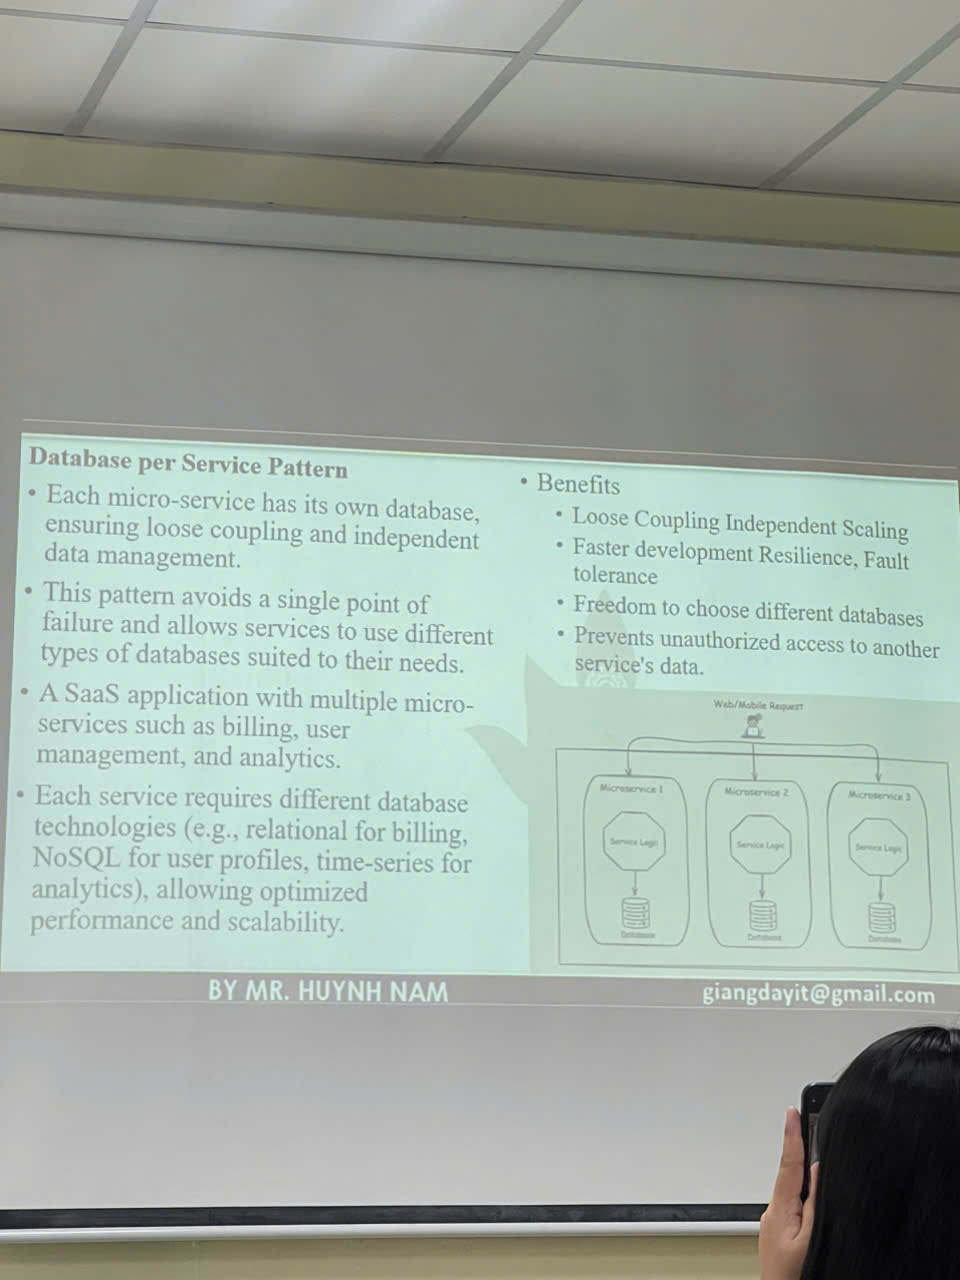 Database per Service Pattern
• Each micro-service has its own database,
ensuring loose coupling and independent
data management.
• This pattern avoids a single point of
failure and allows services to use different
types of databases suited to their needs.
• A SaaS application with multiple micro-
services such as billing, user
management, and analytics.
• Each service requires different database
technologies (e.g., relational for billing,
NoSQL for user profiles, time-series for
analytics), allowing optimized
performance and scalability.
• Benefits
• Loose Coupling Independent Scaling
• Faster development Resilience, Fault
tolerance
• Freedom to choose different databases
• Prevents unauthorized access to another
service's data.
Web/Mobile Request
Microservice 1
Service Logic
Database
Microservice 2
Service Logic
Database
Microservice 3
Service Logic
Database
BY MR. HUYNH NAM
giangdayit@gmail.com